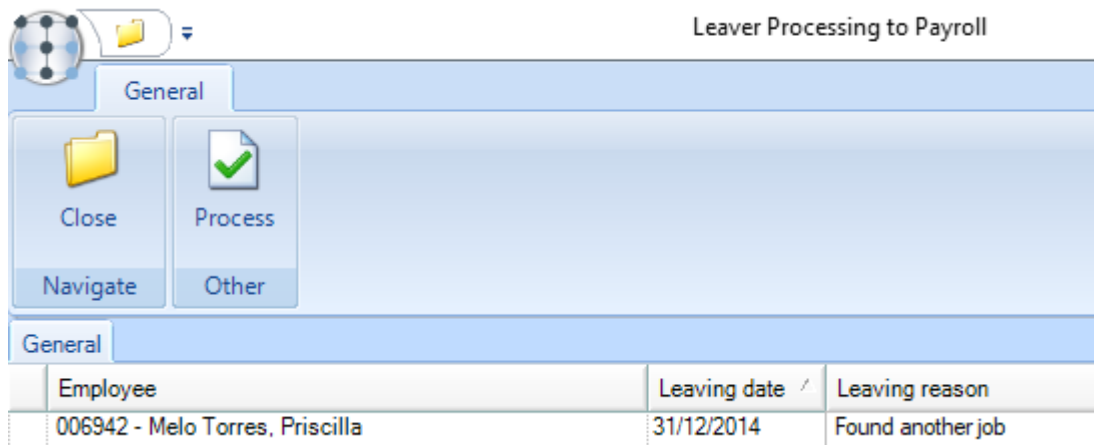 Leaver Processing to Payroll
General
Close
Process
Navigate
Other
General
Employee Leaving date Leaving reason
006942 - Melo Torres, Priscilla 31/12/2014 Found another job